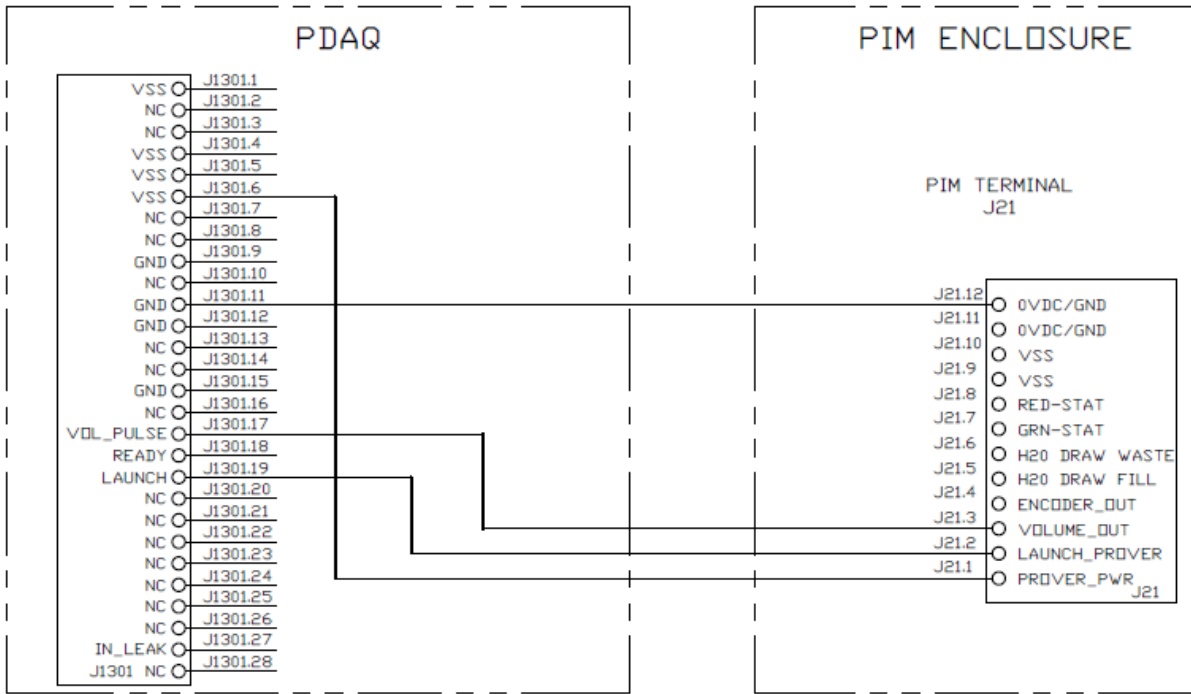 PDAQ
VSS J1301.1
NC J1301.2
NC J1301.3
VSS J1301.4
VSS J1301.5
VSS J1301.6
NC J1301.7
NC J1301.8
GND J1301.9
NC J1301.10
GND J1301.11
GND J1301.12
NC J1301.13
NC J1301.14
GND J1301.15
NC J1301.16
VOL_PULSE J1301.17
READY J1301.18
LAUNCH J1301.19
NC J1301.20
NC J1301.21
NC J1301.22
NC J1301.23
NC J1301.24
NC J1301.25
NC J1301.26
IN_LEAK J1301.27
J1301 NC J1301.28
PIM ENCLOSURE
PIM TERMINAL
J21
J21.12 0VDC/GND
J21.11 0VDC/GND
J21.10 VSS
J21.9 VSS
J21.8 RED-STAT
J21.7 GRN-STAT
J21.6 H20 DRAW WASTE
J21.5 H20 DRAW FILL
J21.4 ENCODER_OUT
J21.3 VOLUME_OUT
J21.2 LAUNCH_PROVER
J21.1 PROVER_PWR
J21